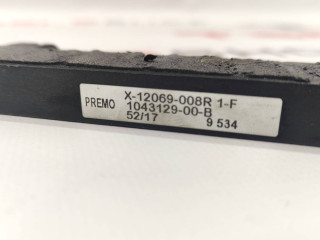 PREMO X-12069-008R 1-F
1043129-00-B
52/17 9 534